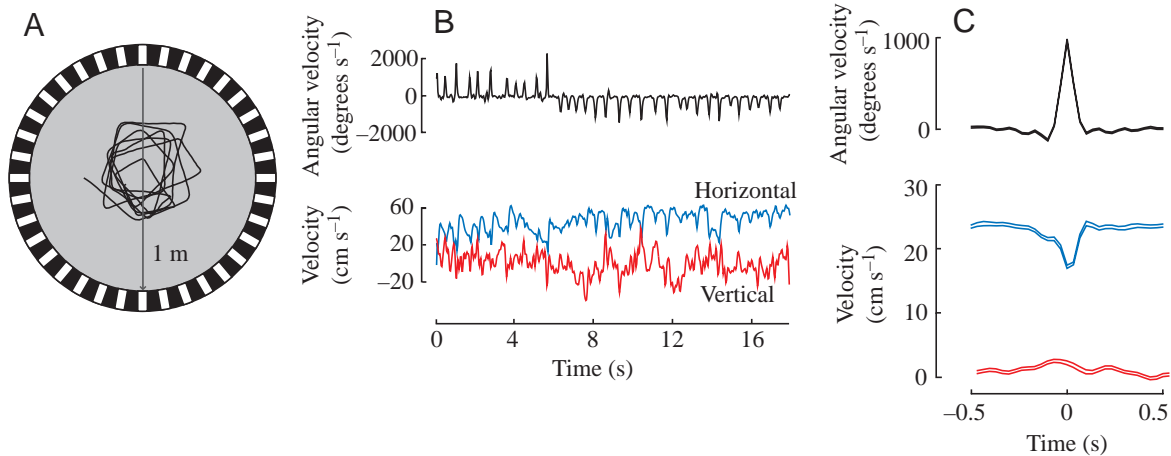 A
1 m
B
Angular velocity
(degrees s–1)
2000
0
–2000
Velocity
(cm s–1)
60
20
–20
Horizontal
Vertical
0
4
8
12
16
Time (s)
C
Angular velocity
(degrees s–1)
1000
0
Velocity
(cm s–1)
30
20
10
0
–0.5
0
0.5
Time (s)